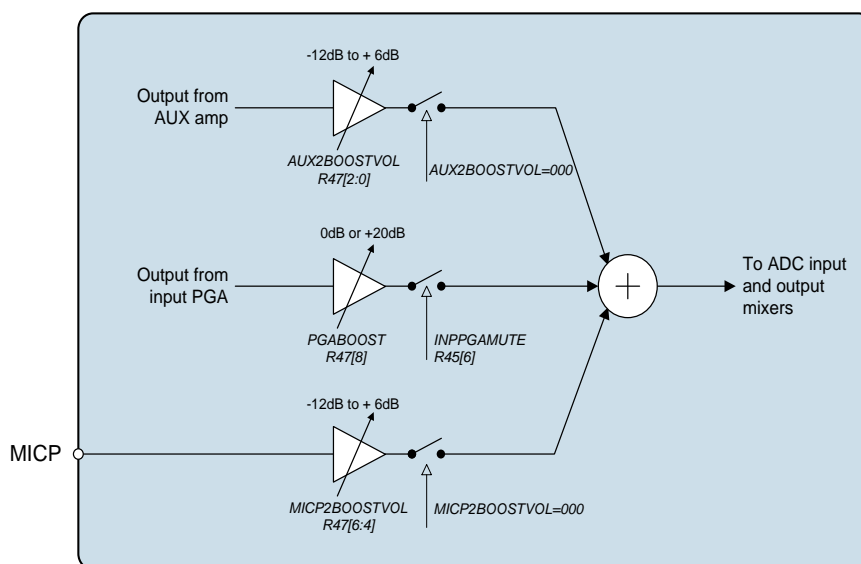 -12dB to + 6dB
Output from
AUX amp
AUX2BOOSTVOL
R47[2:0]
AUX2BOOSTVOL=000
0dB or +20dB
Output from
input PGA
PGABOOST
R47[8]
INPPGAMUTE
R45[6]
+
To ADC input
and output
mixers
-12dB to + 6dB
MICP
MICP2BOOSTVOL
R47[6:4]
MICP2BOOSTVOL=000